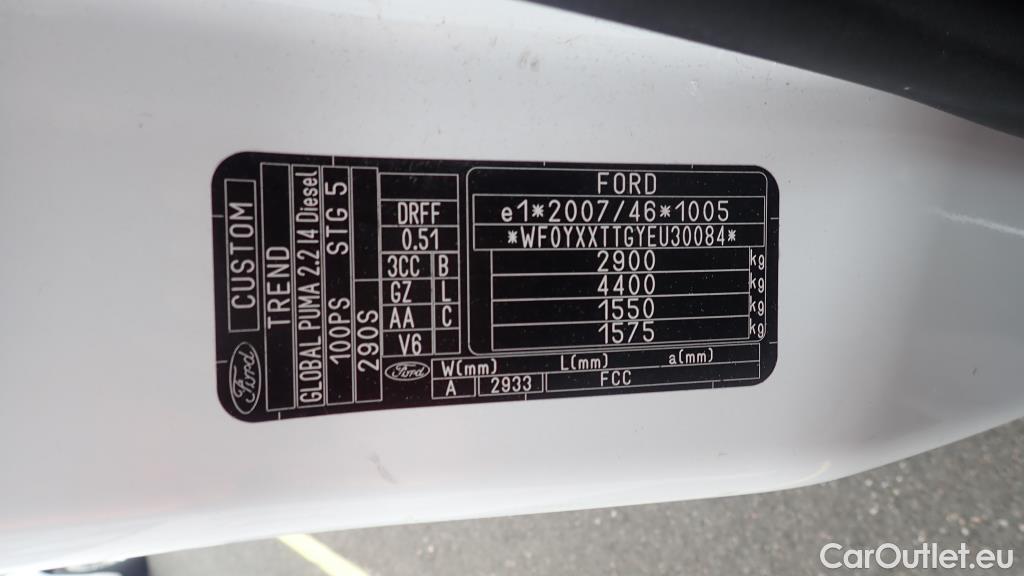 FORD
e1*2007/46*1005
*WF0YXXTTGYEU30084*
2900 kg
4400 kg
1550 kg
1575 kg
DRFF
0.51
3CC B
GZ L
AA C
V6
Ford
W(mm) L(mm) a(mm)
A 2933 FCC
CUSTOM
TREND
GLOBAL PUMA 2.2 I4 Diesel
100PS STG 5
290S
Ford
CarOutlet.eu